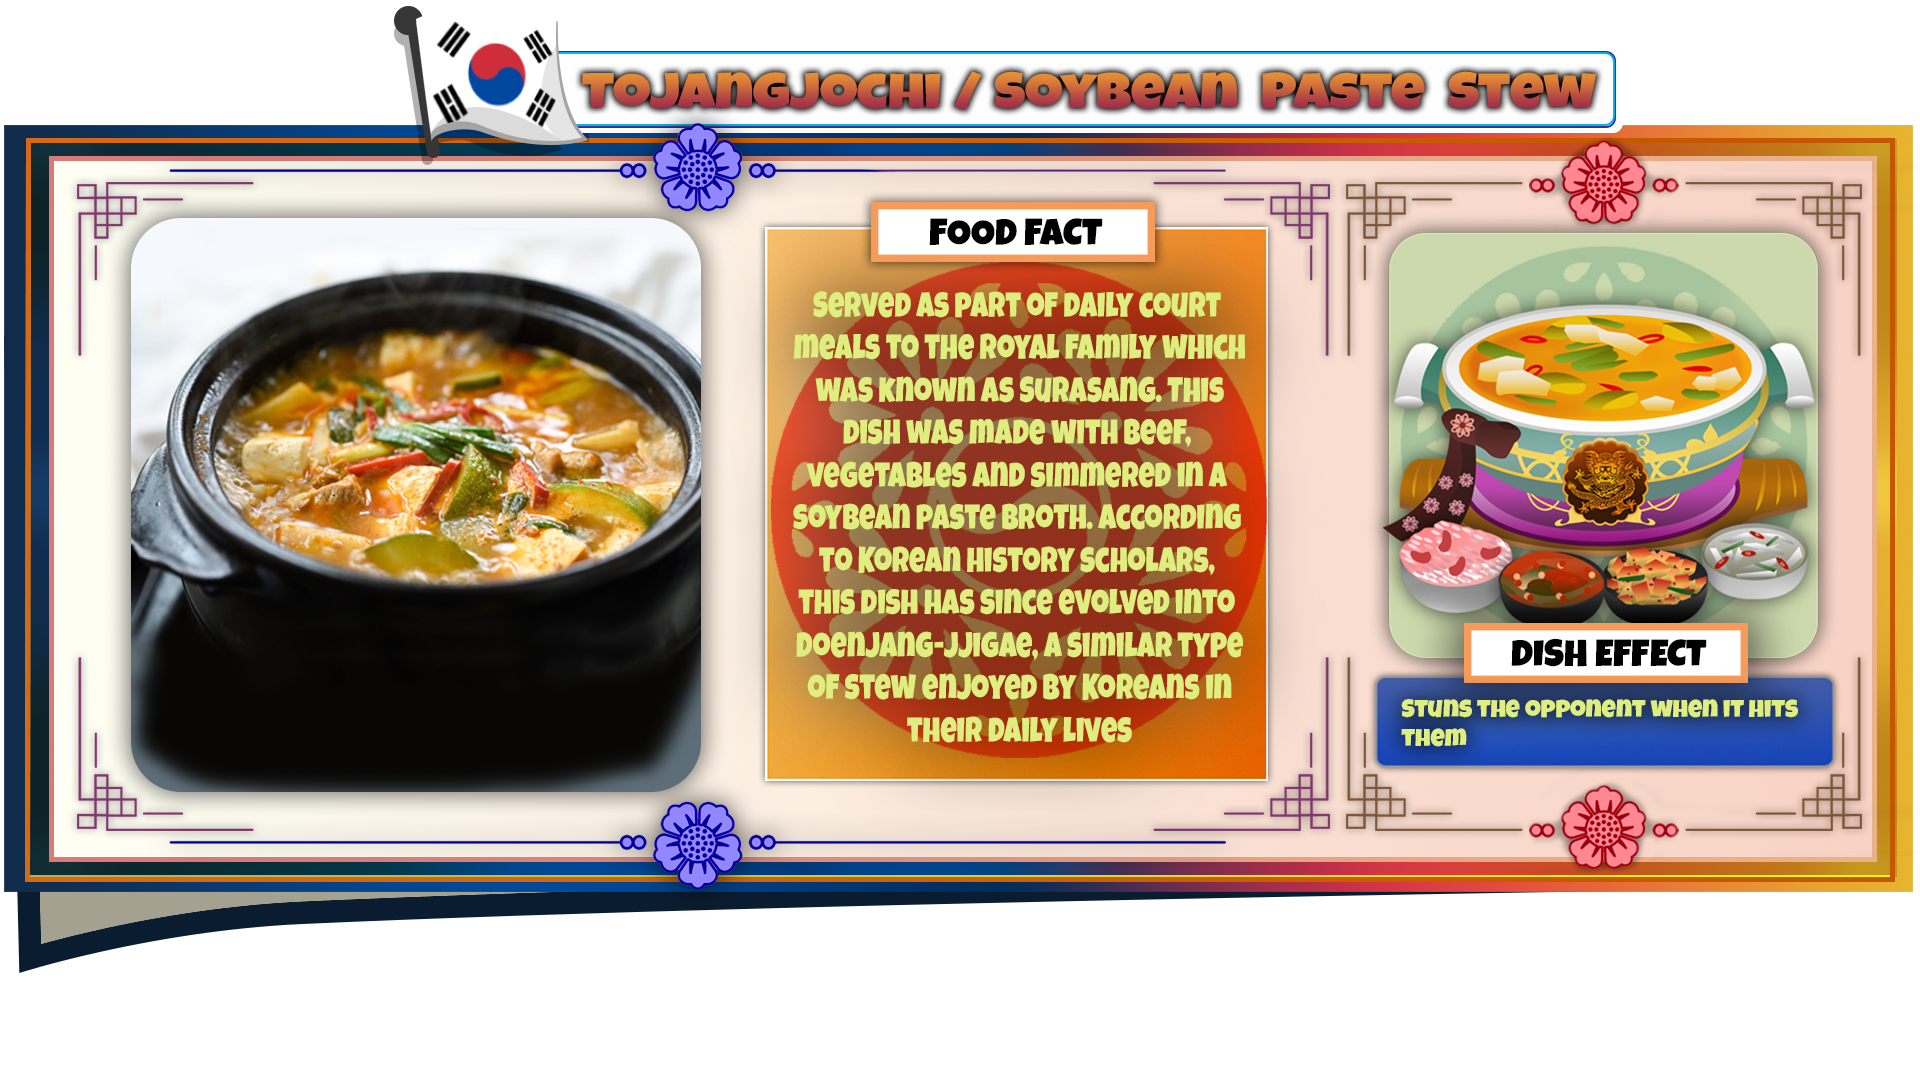 TOJANGJOCHI / SOYBEAN PASTE STEW
FOOD FACT
SERVED AS PART OF DAILY COURT
MEALS TO THE ROYAL FAMILY WHICH
WAS KNOWN AS SURASANG. THIS
DISH WAS MADE WITH BEEF,
VEGETABLES AND SIMMERED IN A
SOYBEAN PASTE BROTH. ACCORDING
TO KOREAN HISTORY SCHOLARS,
THIS DISH HAS SINCE EVOLVED INTO
DOENJANG-JJIGAE, A SIMILAR TYPE
OF STEW ENJOYED BY KOREANS IN
THEIR DAILY LIVES
DISH EFFECT
STUNS THE OPPONENT WHEN IT HITS
THEM